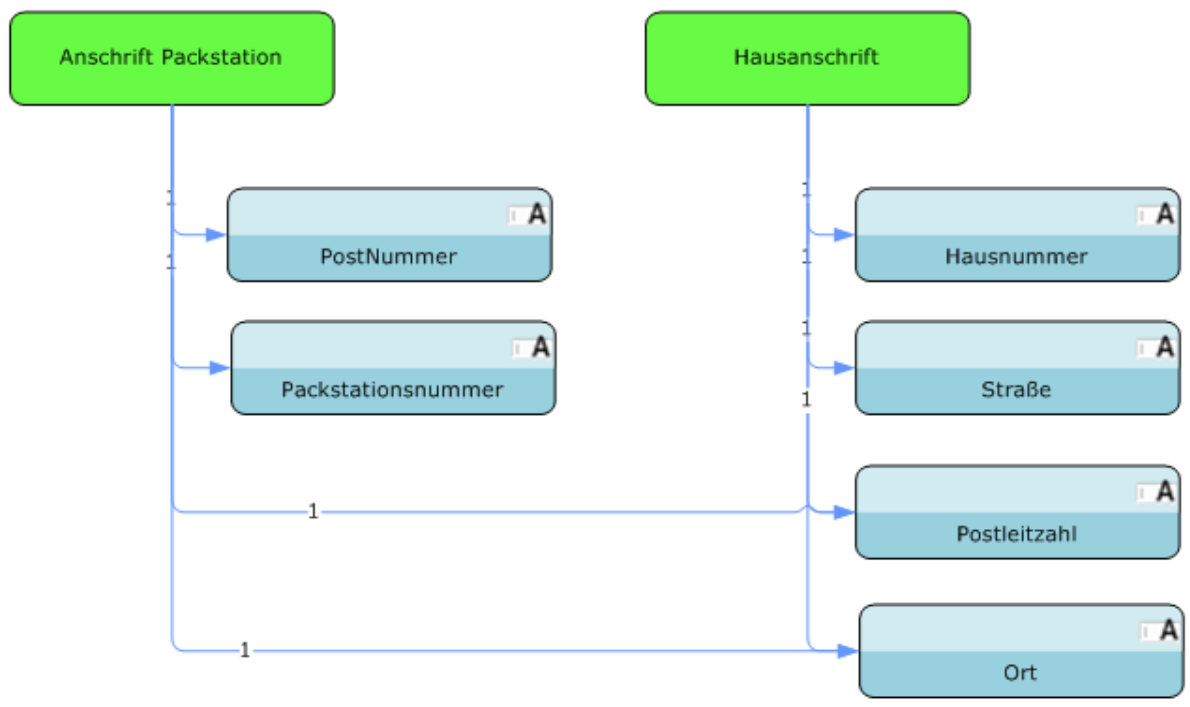 Anschrift Packstation
Hausanschrift
1
1
A
A
PostNummer
Hausnummer
1
1
1
A
A
Packstationsnummer
Straße
1
A
1
Postleitzahl
A
1
Ort